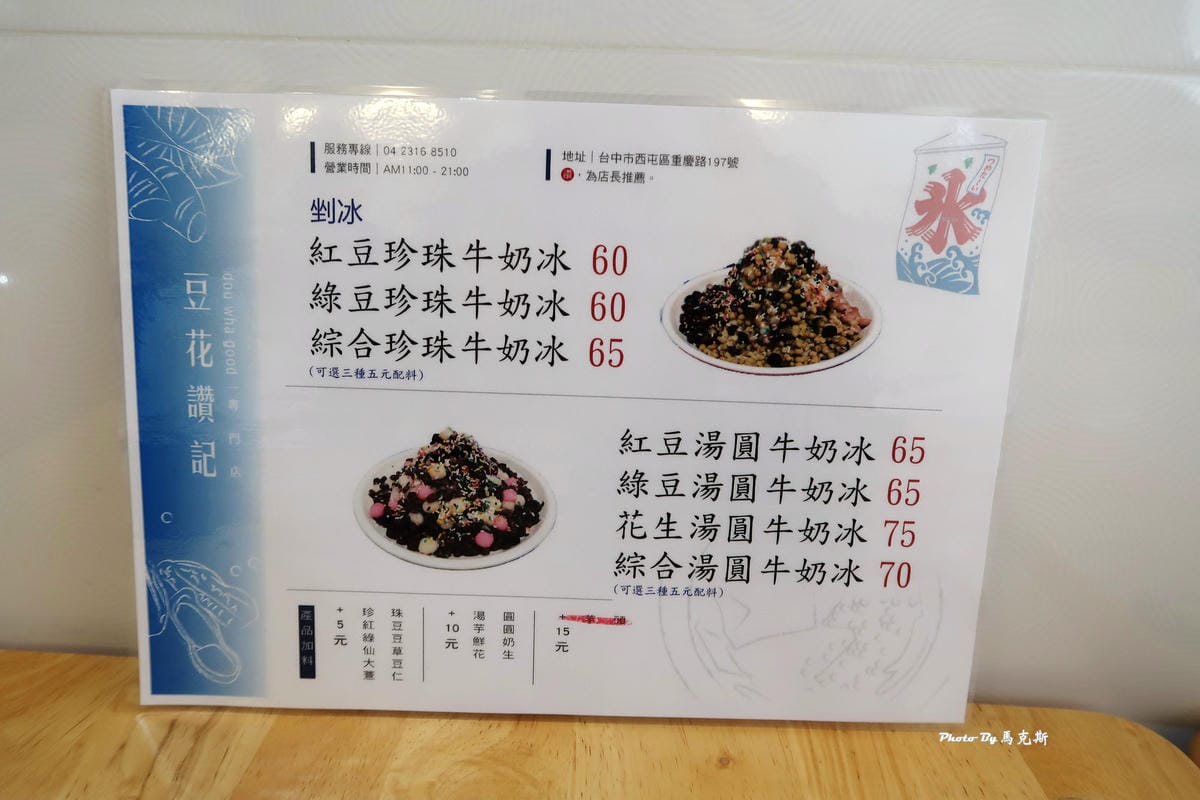 服務專線｜04 2316 8510
營業時間｜AM11:00 - 21:00
地址｜台中市西屯區重慶路197號
，為店長推薦。
剉冰
紅豆珍珠牛奶冰 60
綠豆珍珠牛奶冰 60
綜合珍珠牛奶冰 65
(可選三種五元配料)
氷
豆花讚記
dou wha good
專門店
紅豆湯圓牛奶冰 65
綠豆湯圓牛奶冰 65
花生湯圓牛奶冰 75
綜合湯圓牛奶冰 70
(可選三種五元配料)
產品加料
+5元
珍珠
紅豆
綠豆
仙草
大豆
薏仁
+10元
湯圓
芋圓
鮮奶
花生
+15元
芋頭
Photo By 馬克斯